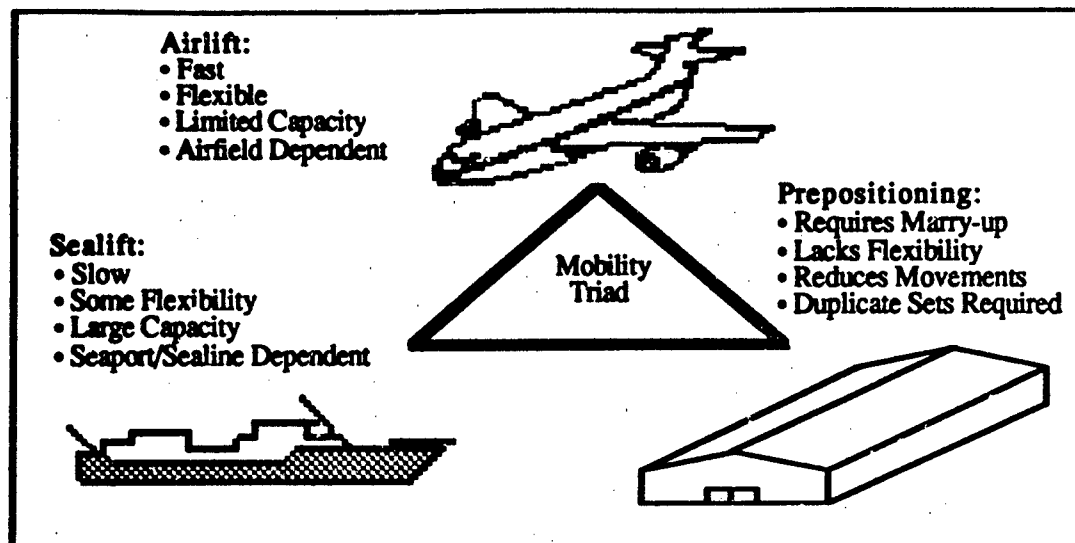 Airlift:
• Fast
• Flexible
• Limited Capacity
• Airfield Dependent
Prepositioning:
• Requires Marry-up
• Lacks Flexibility
• Reduces Movements
• Duplicate Sets Required
Sealift:
• Slow
• Some Flexibility
• Large Capacity
• Seaport/Sealine Dependent
Mobility
Triad